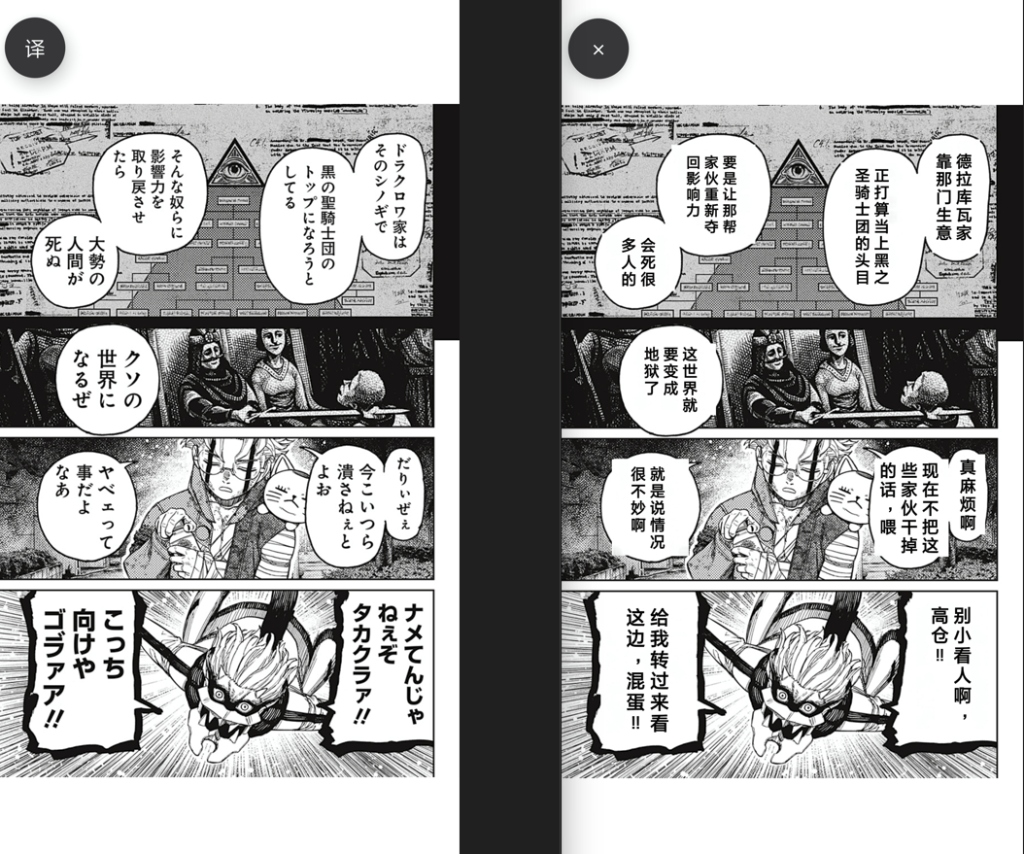 译
ドラクロワ家は
そのシノギで
黒の聖騎士団の
トップになろうと
してる
そんな奴らに
影響力を
取り戻させ
たら
大勢の
人間が
死ぬ
クソの
世界に
なるぜ
だりぃぜぇ
今こいつら
潰さねぇと
よぉ
ヤベェって
事だよ
なあ
ナメてんじゃ
ねぇぞ
タカクラァ!!
こっち
向けや
ゴラァア!!
×
德拉库瓦家
靠那门生意
正打算当上黑之
圣骑士团的头目
要是让那帮
家伙重新夺
回影响力
会死很
多人的
这世界就
要变成
地狱了
真麻烦啊
现在不把这
些家伙干掉
的话，喂
就是说情况
很不妙啊
别小看人啊，
高仓!!
给我转过来看
这边，混蛋!!